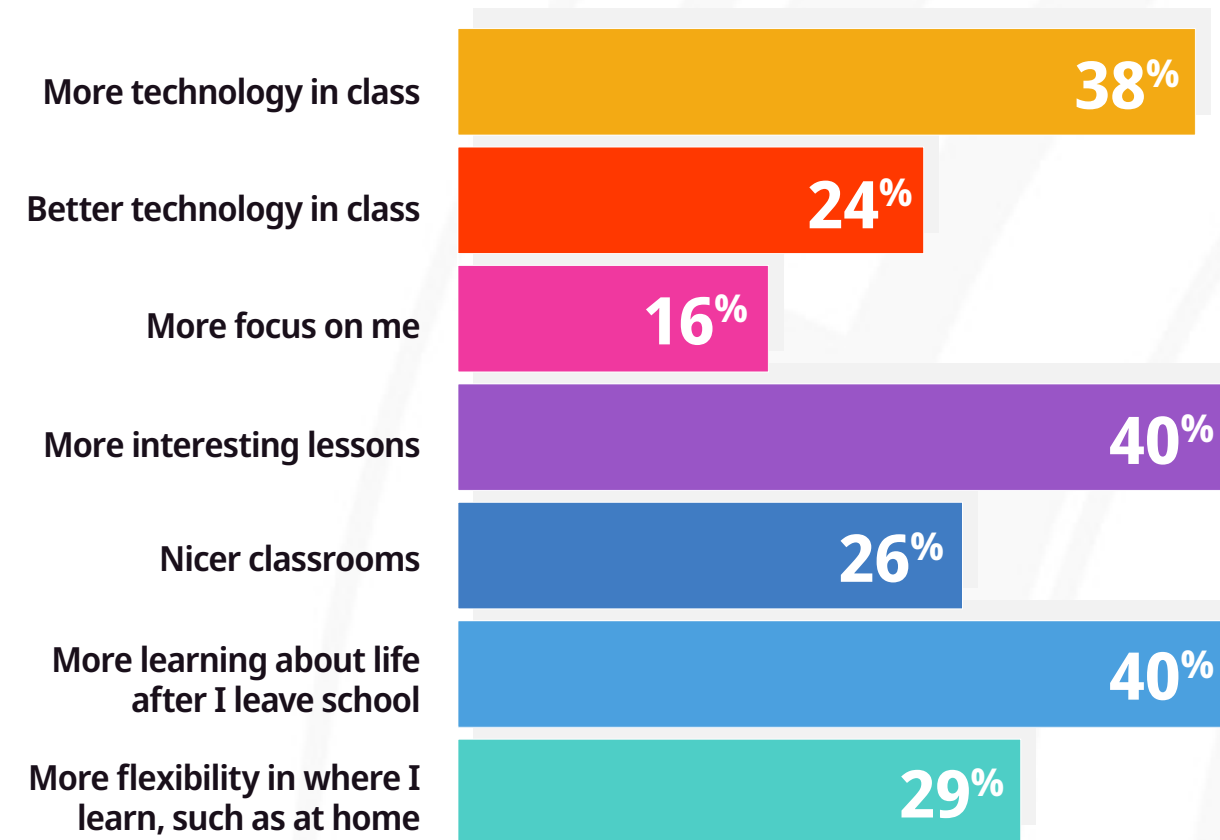 More technology in class
38%
Better technology in class
24%
More focus on me
16%
More interesting lessons
40%
Nicer classrooms
26%
More learning about life
after I leave school
40%
More flexibility in where I
learn, such as at home
29%